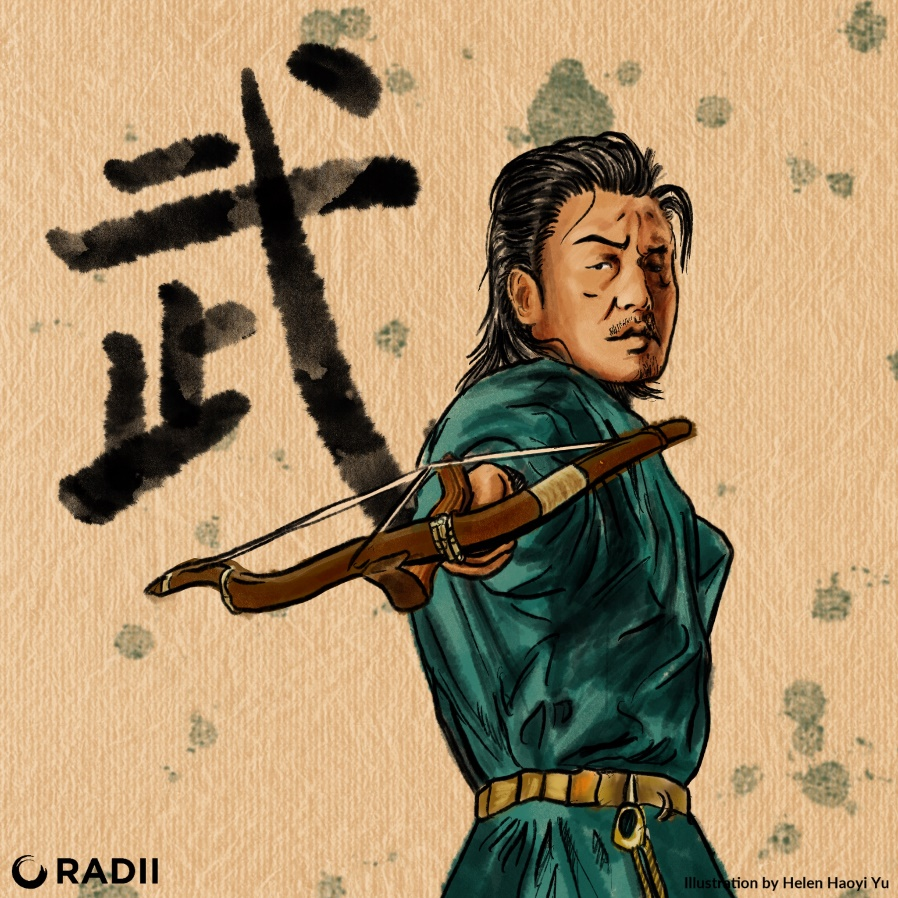 武
RADII
Illustration by Helen Haoyi Yu